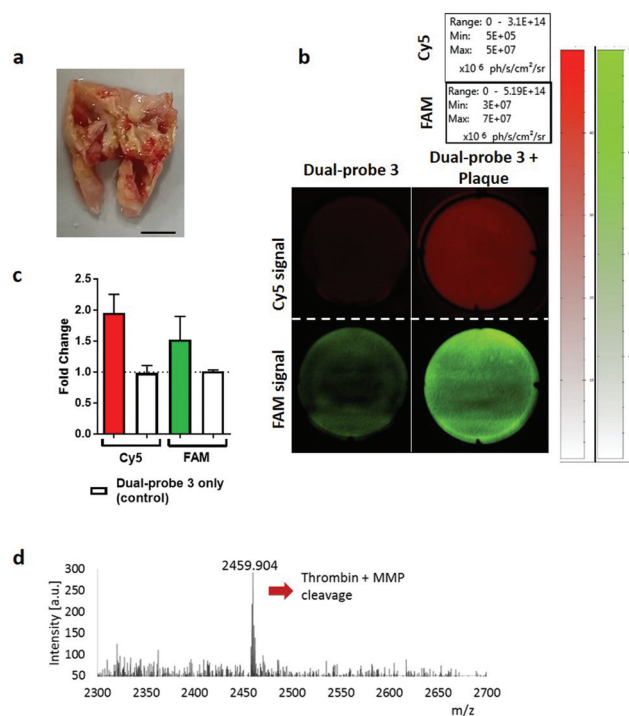 a
b
Cy5
Range: 0 - 3.1E+14
Min: 5E+05
Max: 5E+07
x10 6 ph/s/cm²/sr
FAM
Range: 0 - 5.19E+14
Min: 3E+07
Max: 7E+07
x10 6 ph/s/cm²/sr
Dual-probe 3
Dual-probe 3 +
Plaque
Cy5 signal
FAM signal
c
Fold Change
2.5
2.0
1.5
1.0
0.5
0.0
Cy5
FAM
Dual-probe 3 only
(control)
d
Intensity [a.u.]
300
250
200
150
100
50
2459.904
Thrombin + MMP
cleavage
2300
2350
2400
2450
2500
2550
2600
2650
2700
m/z